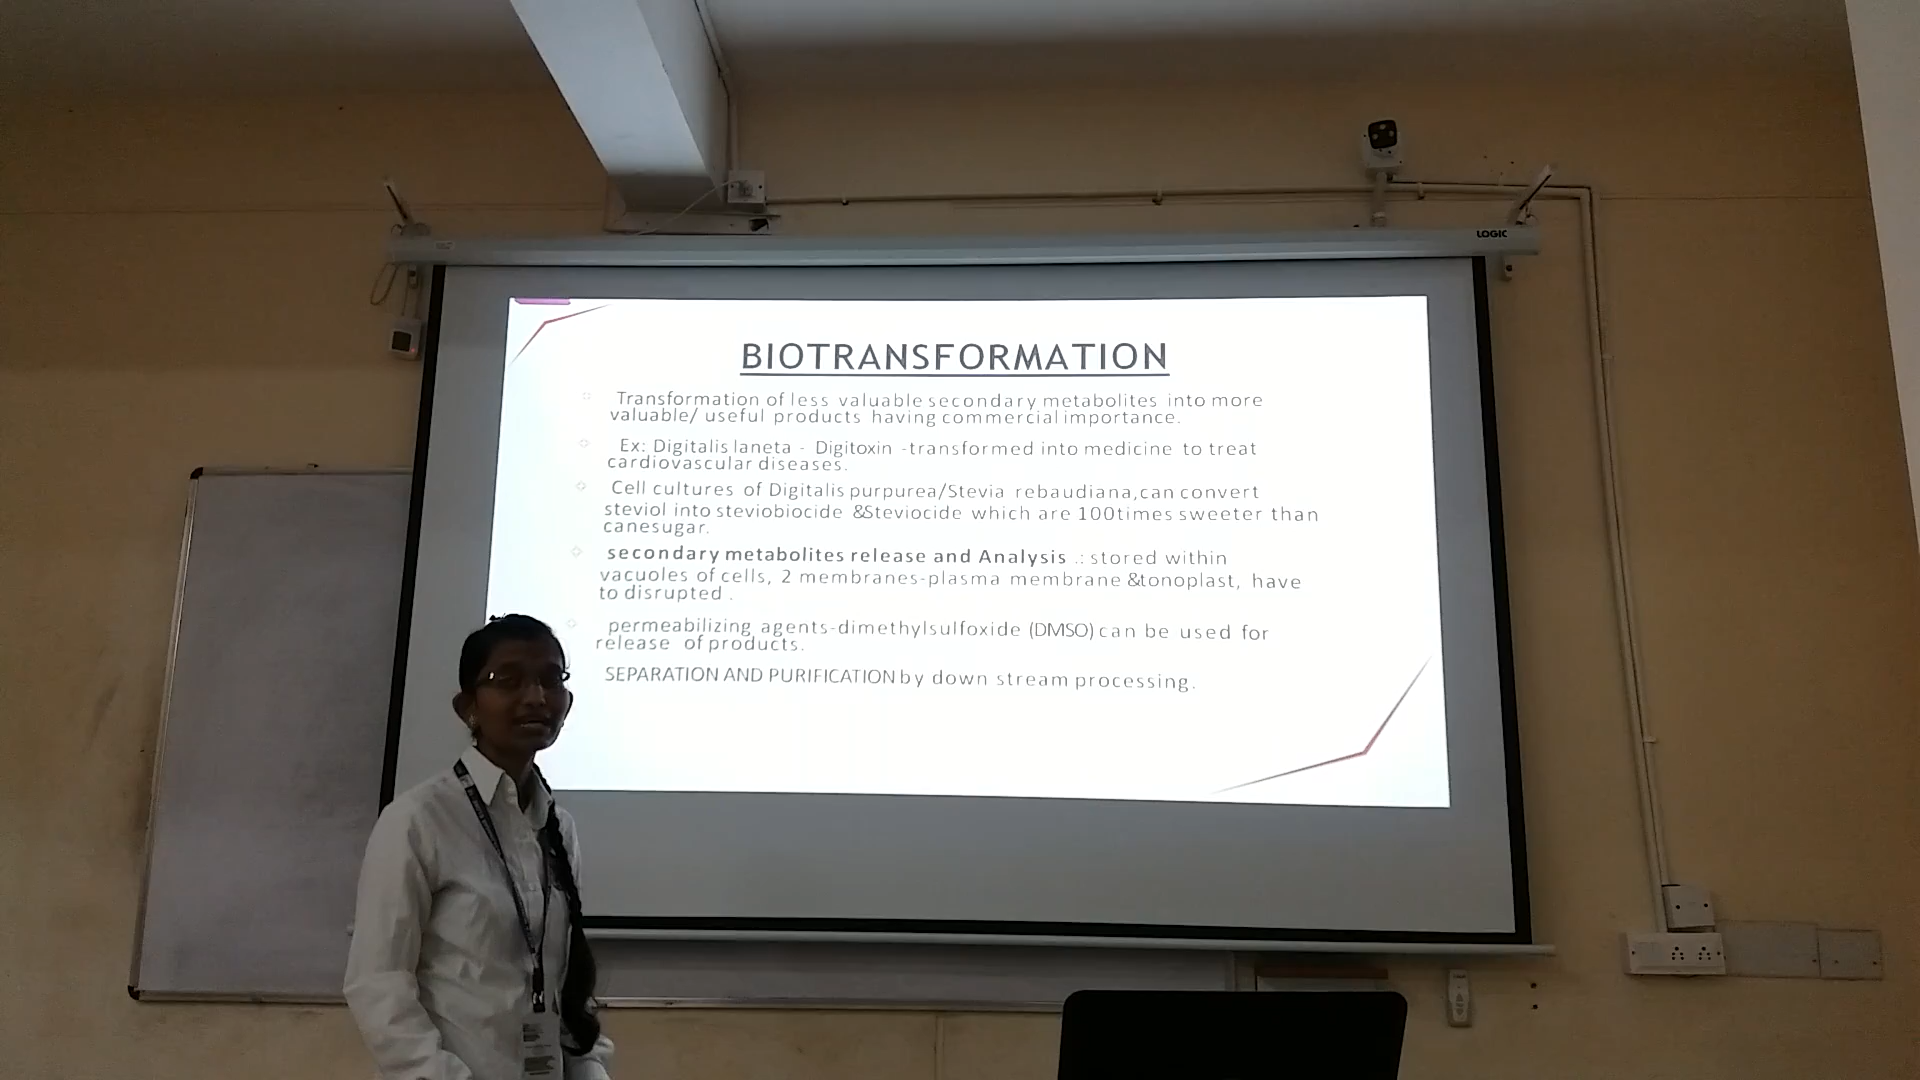 LOGIC
BIOTRANSFORMATION
Transformation of less valuable secondary metabolites into more
valuable/ useful products having commercial importance.
Ex: Digitalis laneta - Digitoxin -transformed into medicine to treat
cardiovascular diseases.
Cell cultures of Digitalis purpurea/Stevia rebaudiana,can convert
steviol into steviobiocide &Steviocide which are 100times sweeter than
canesugar.
secondary metabolites release and Analysis .: stored within
vacuoles of cells, 2 membranes-plasma membrane &tonoplast, have
to disrupted .
permeabilizing agents-dimethylsulfoxide (DMSO) can be used for
release of products.
SEPARATION AND PURIFICATION by down stream processing.